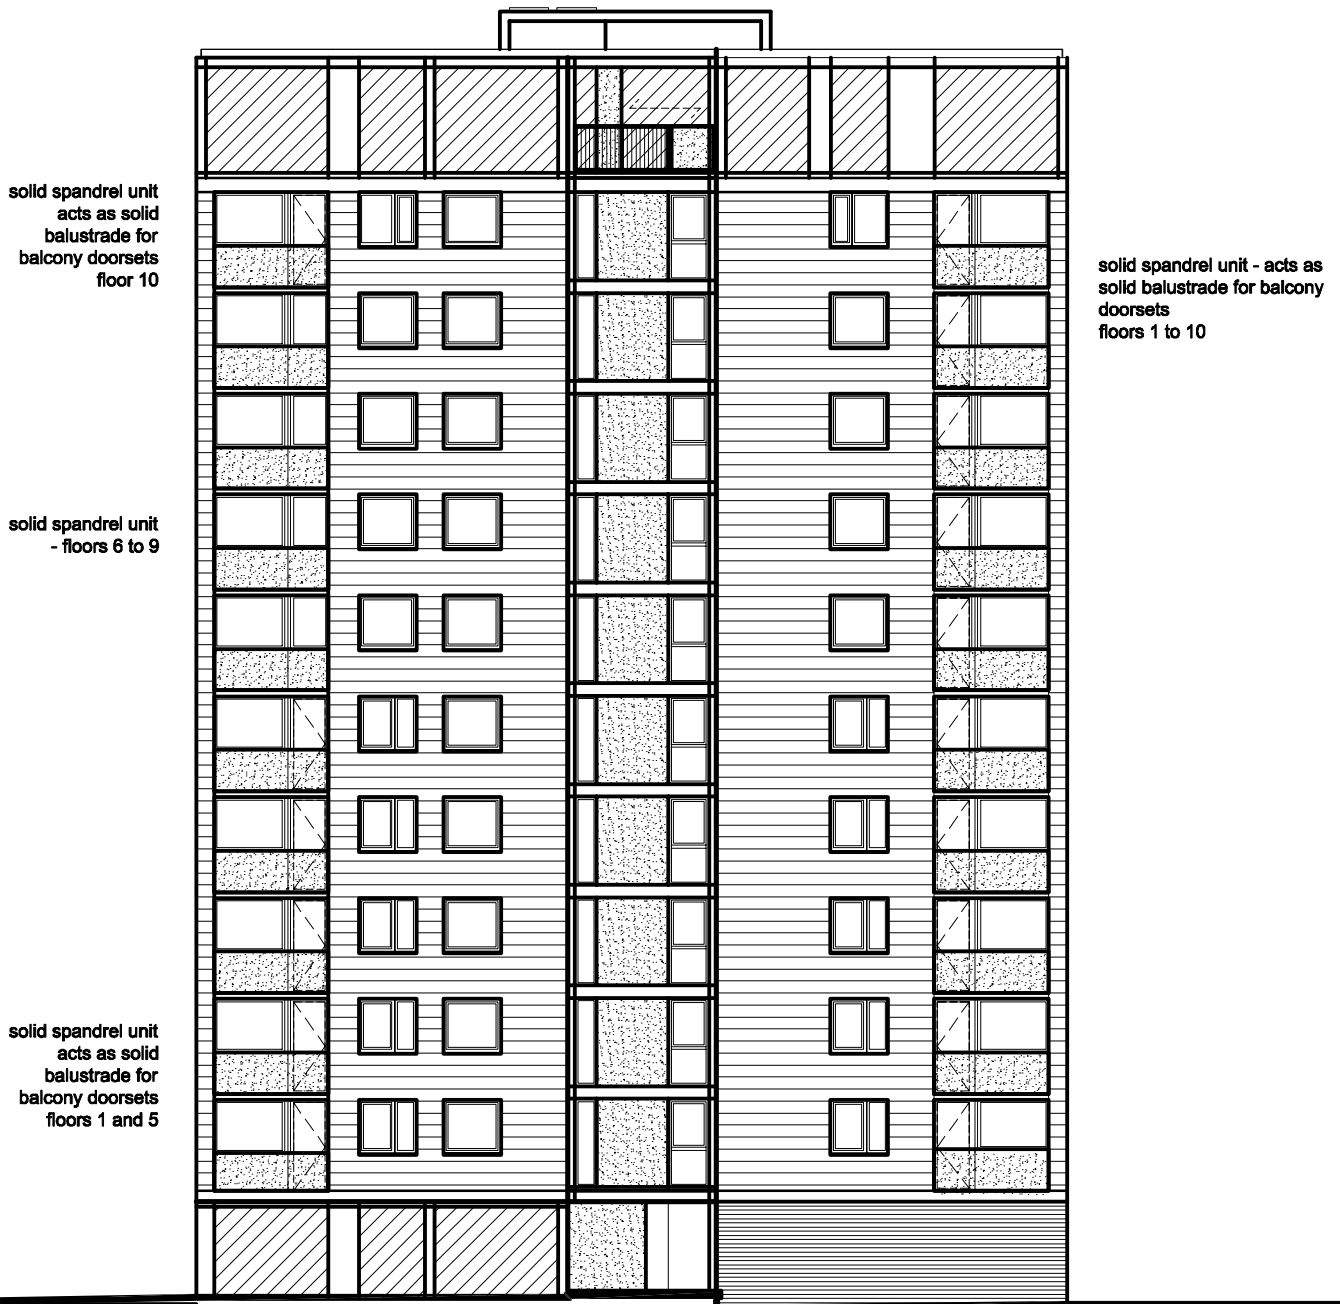 solid spandrel unit
acts as solid
balustrade for
balcony doorsets
floor 10
solid spandrel unit - acts as
solid balustrade for balcony
doorsets
floors 1 to 10
solid spandrel unit
- floors 6 to 9
solid spandrel unit
acts as solid
balustrade for
balcony doorsets
floors 1 and 5